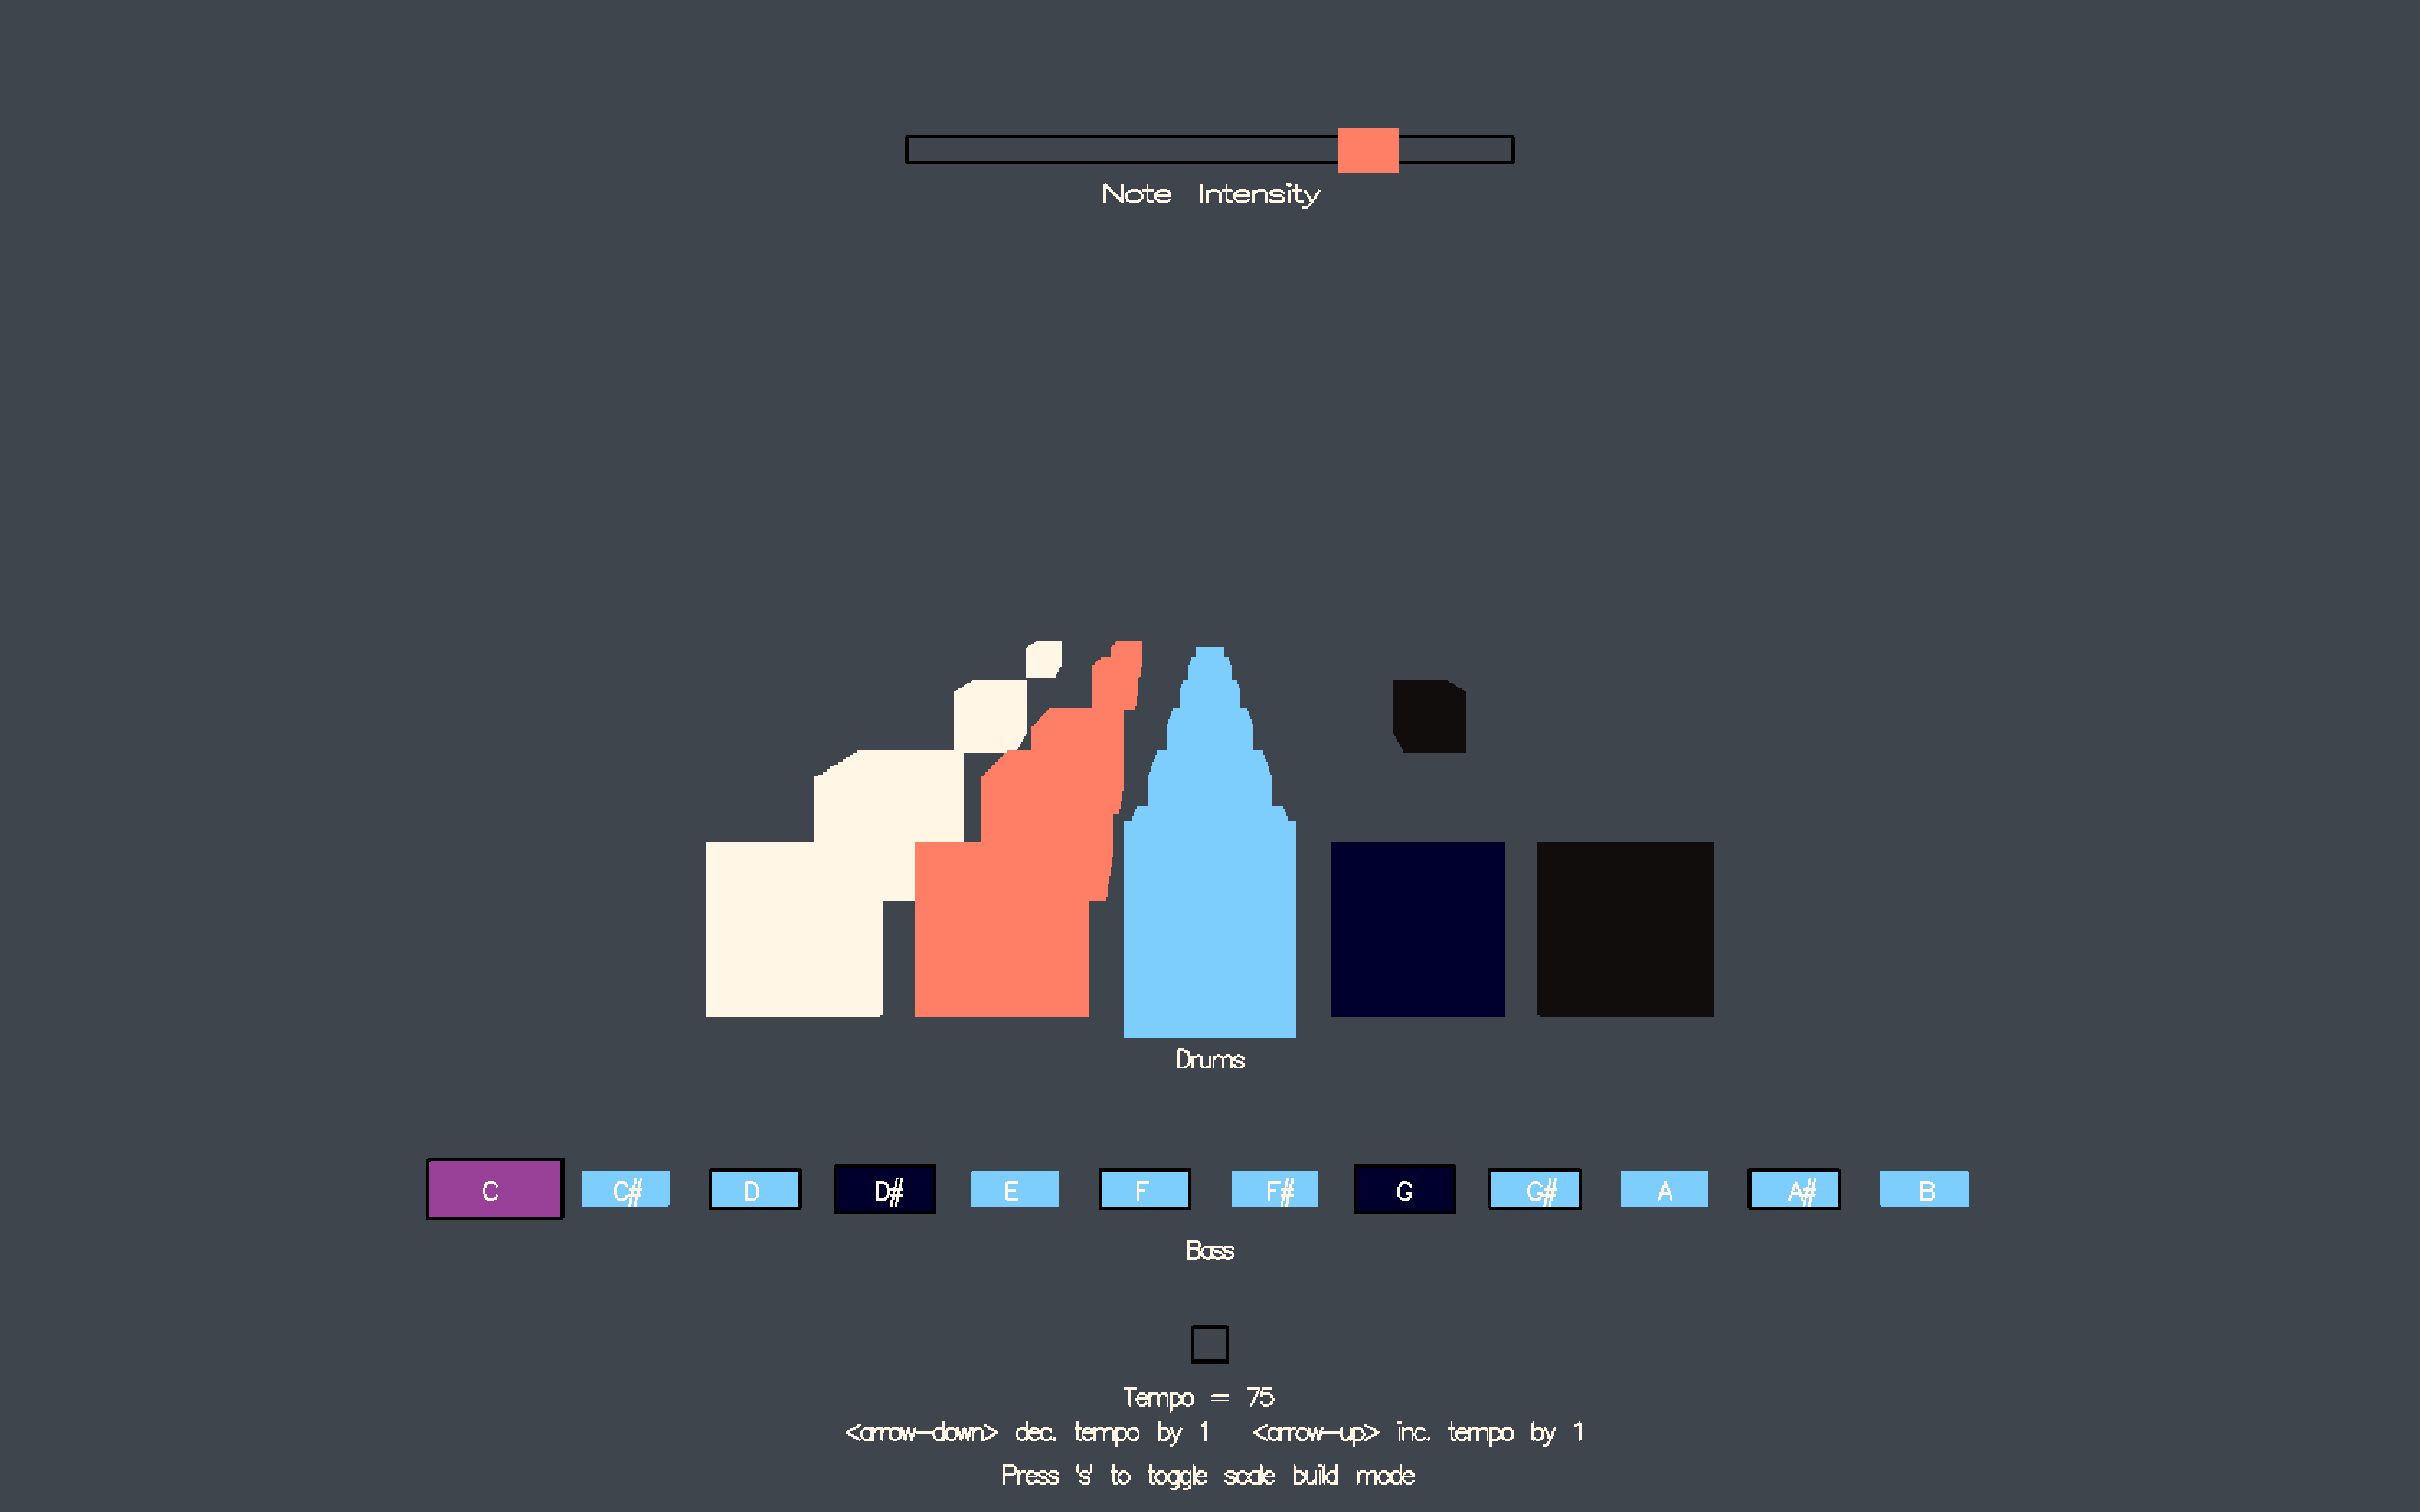 Note Intensity
Drums
C C# D D# E F F# G G# A A# B
Bass
Tempo = 75
<arrow-down> dec. tempo by 1 <arrow-up> inc. tempo by 1
Press 's' to toggle scale build mode